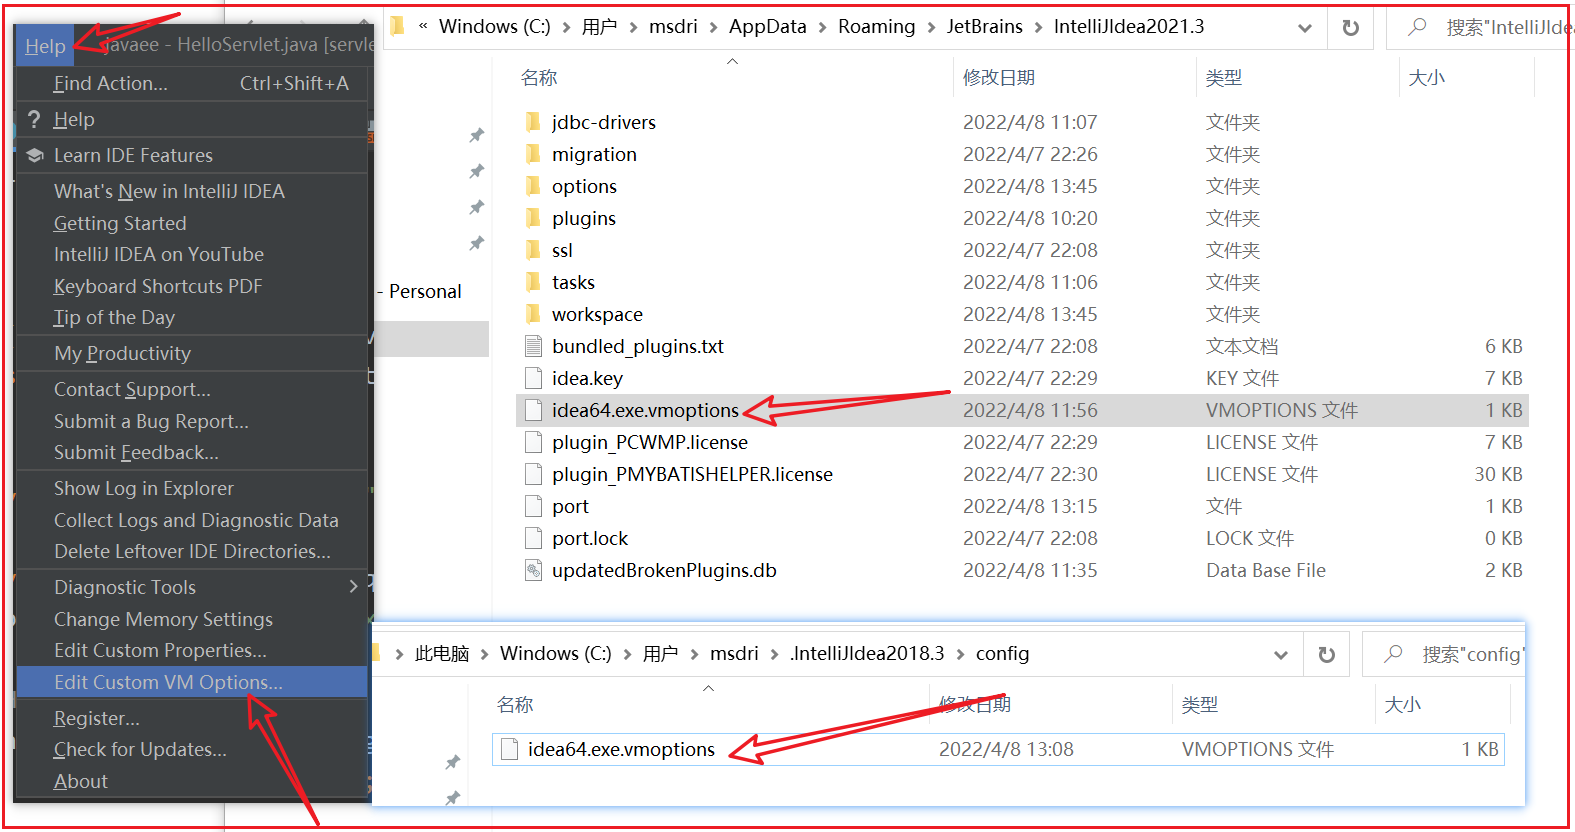 Help
javaee - HelloServlet.java [servle
Find Action... Ctrl+Shift+A
? Help
Learn IDE Features
What's New in IntelliJ IDEA
Getting Started
IntelliJ IDEA on YouTube
Keyboard Shortcuts PDF
Tip of the Day
My Productivity
Contact Support...
Submit a Bug Report...
Submit Feedback...
Show Log in Explorer
Collect Logs and Diagnostic Data
Delete Leftover IDE Directories...
Diagnostic Tools
Change Memory Settings
Edit Custom Properties...
Edit Custom VM Options...
Register...
Check for Updates...
About
« Windows (C:) > 用户 > msdri > AppData > Roaming > JetBrains > IntelliJIdea2021.3
搜索"IntelliJIdea
名称 修改日期 类型 大小
- Personal
jdbc-drivers 2022/4/8 11:07 文件夹
migration 2022/4/7 22:26 文件夹
options 2022/4/8 13:45 文件夹
plugins 2022/4/8 10:20 文件夹
ssl 2022/4/7 22:08 文件夹
tasks 2022/4/8 11:06 文件夹
workspace 2022/4/8 13:45 文件夹
bundled_plugins.txt 2022/4/7 22:08 文本文档 6 KB
idea.key 2022/4/7 22:29 KEY 文件 7 KB
idea64.exe.vmoptions 2022/4/8 11:56 VMOPTIONS 文件 1 KB
plugin_PCWMP.license 2022/4/7 22:29 LICENSE 文件 7 KB
plugin_PMYBATISHELPER.license 2022/4/7 22:30 LICENSE 文件 30 KB
port 2022/4/8 13:15 文件 1 KB
port.lock 2022/4/7 22:08 LOCK 文件 0 KB
updatedBrokenPlugins.db 2022/4/8 11:35 Data Base File 2 KB
> 此电脑 > Windows (C:) > 用户 > msdri > .IntelliJIdea2018.3 > config
搜索"config"
名称 修改日期 类型 大小
idea64.exe.vmoptions 2022/4/8 13:08 VMOPTIONS 文件 1 KB